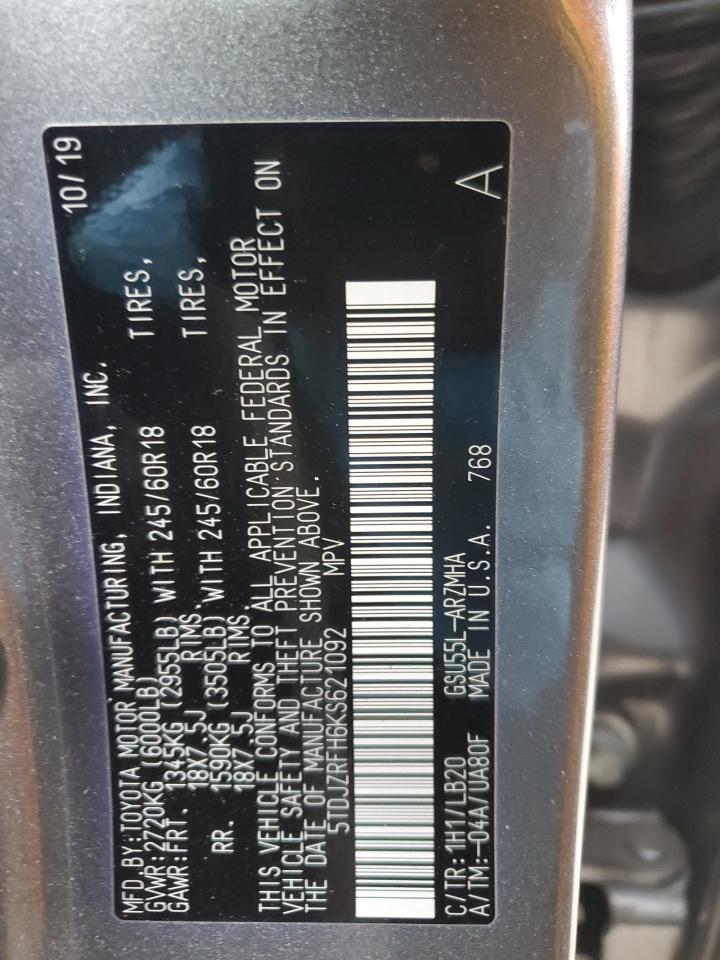 MFD.BY:TOYOTA MOTOR MANUFACTURING, INDIANA, INC. 10/19
GVWR:2720KG (6000LB)
GAWR:FRT. 1345KG (2955LB) WITH 245/60R18 TIRES,
18X7.5J RIMS.
RR. 1590KG (3505LB) WITH 245/60R18 TIRES,
18X7.5J RIMS.
THIS VEHICLE CONFORMS TO ALL APPLICABLE FEDERAL MOTOR
VEHICLE SAFETY AND THEFT PREVENTION STANDARDS IN EFFECT ON
THE DATE OF MANUFACTURE SHOWN ABOVE.
5TDJZRFH6KS621092 MPV
C/TR:1H1/LB20 GSU55L-ARZMHA
A/TM:-04A/UA80F MADE IN U.S.A. 768 A